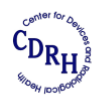 Center for Devices
and
Radiological Health
CDRH